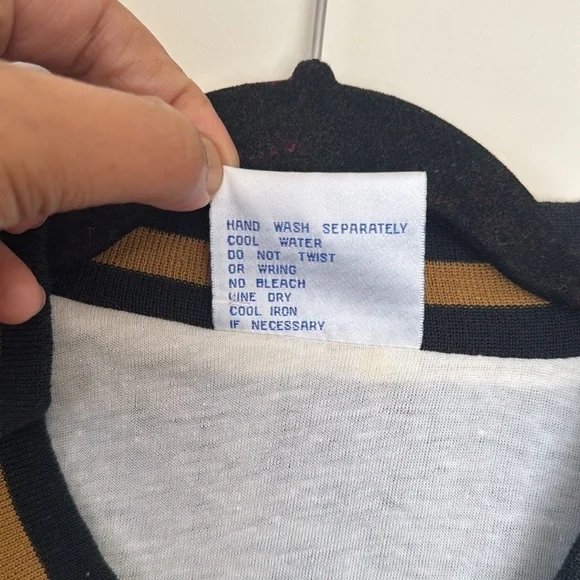 HAND WASH SEPARATELY
COOL WATER
DO NOT TWIST
OR WRING
NO BLEACH
LINE DRY
COOL IRON
IF NECESSARY